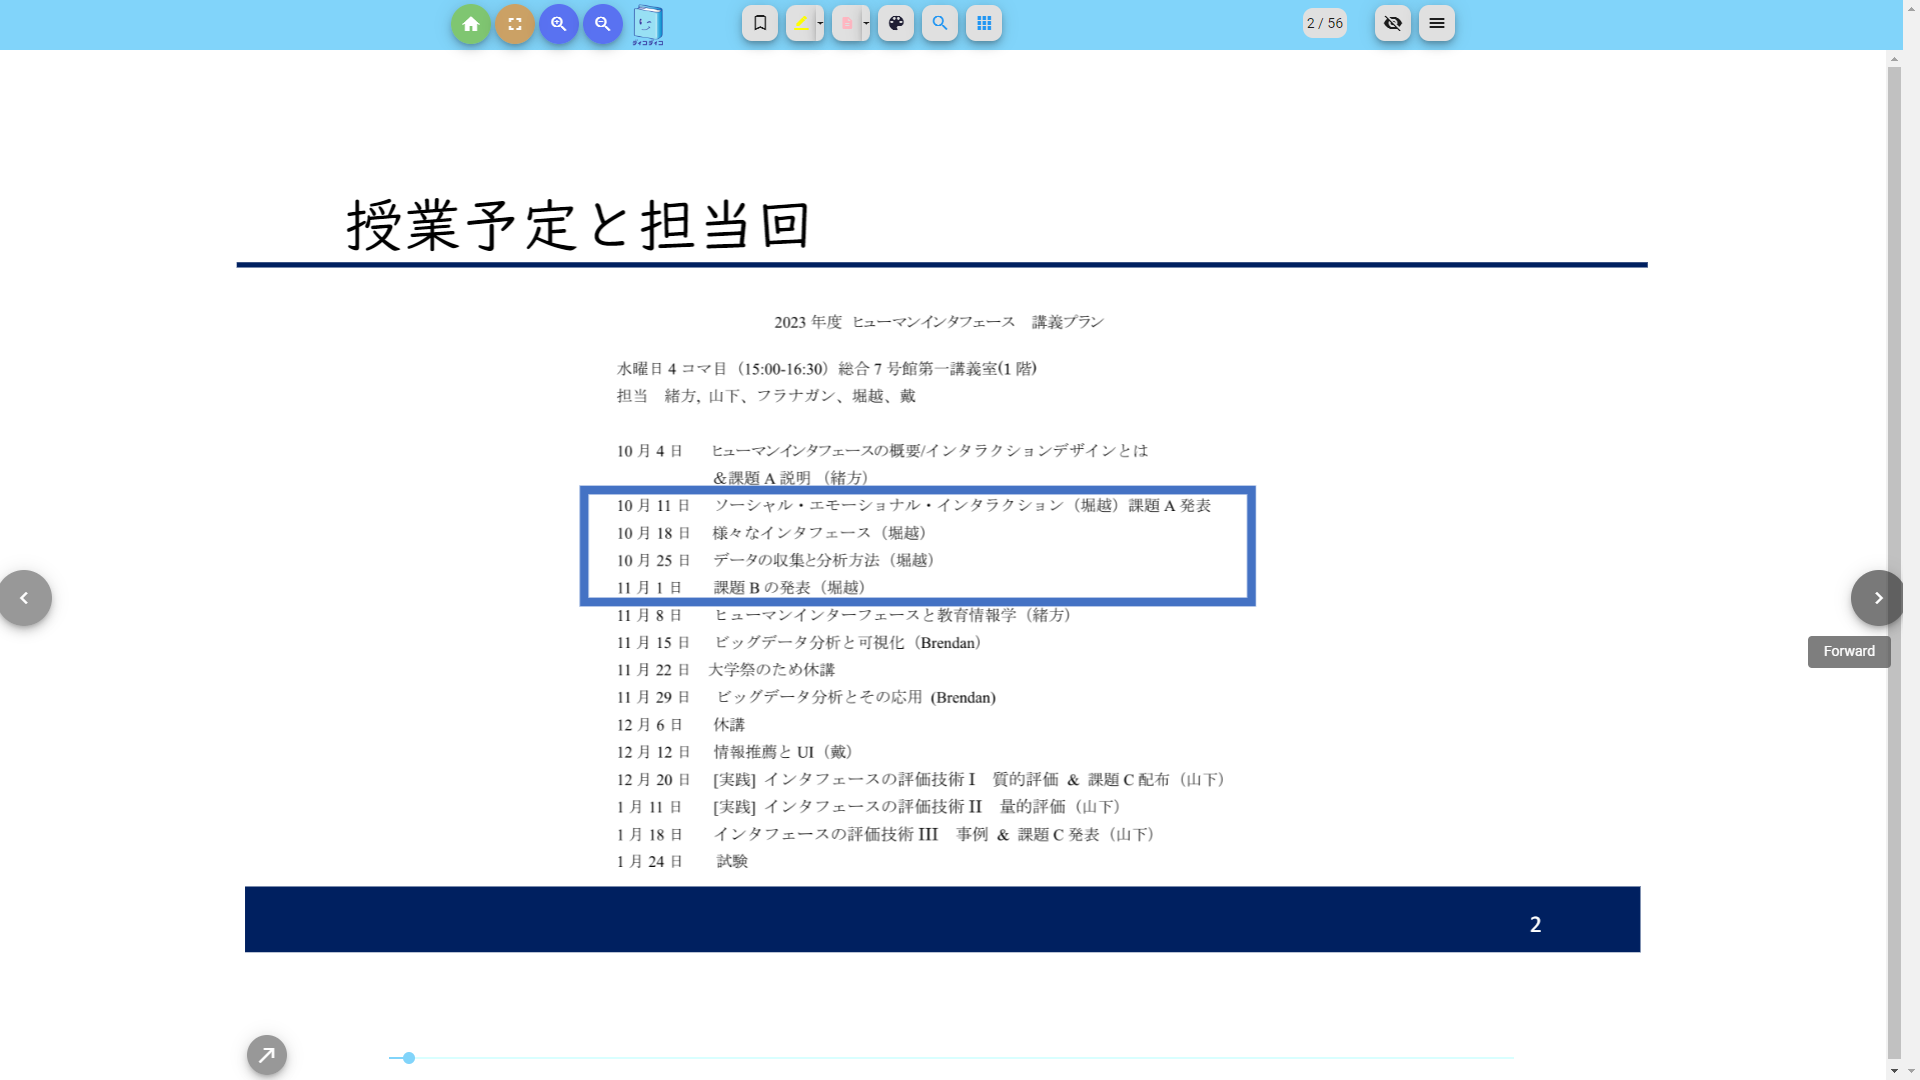 ダィコダイコ
2 / 56
授業予定と担当回
2023 年度 ヒューマンインタフェース 講義プラン
水曜日 4 コマ目（15:00-16:30）総合 7 号館第一講義室(1 階)
担当 緒方, 山下、フラナガン、堀越、戴
10 月 4 日 ヒューマンインタフェースの概要/インタラクションデザインとは
＆課題 A 説明 （緒方）
10 月 11 日 ソーシャル・エモーショナル・インタラクション（堀越）課題 A 発表
10 月 18 日 様々なインタフェース（堀越）
10 月 25 日 データの収集と分析方法（堀越）
11 月 1 日 課題 B の発表（堀越）
11 月 8 日 ヒューマンインターフェースと教育情報学（緒方）
11 月 15 日 ビッグデータ分析と可視化（Brendan）
11 月 22 日 大学祭のため休講
11 月 29 日 ビッグデータ分析とその応用 (Brendan)
12 月 6 日 休講
12 月 12 日 情報推薦と UI（戴）
12 月 20 日 [実践] インタフェースの評価技術 I 質的評価 & 課題 C 配布（山下）
1 月 11 日 [実践] インタフェースの評価技術 II 量的評価（山下）
1 月 18 日 インタフェースの評価技術 III 事例 & 課題 C 発表（山下）
1 月 24 日 試験
Forward
2